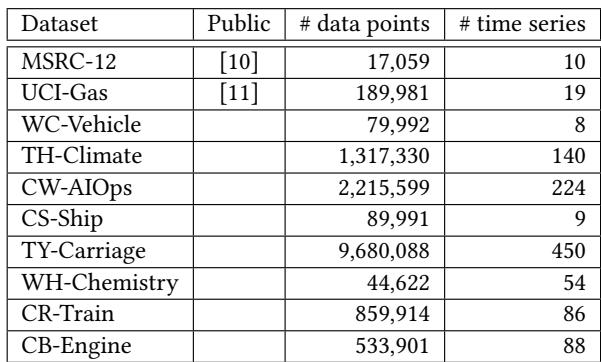 Dataset Public # data points # time series
MSRC-12 [10] 17,059 10
UCI-Gas [11] 189,981 19
WC-Vehicle 79,992 8
TH-Climate 1,317,330 140
CW-AIOps 2,215,599 224
CS-Ship 89,991 9
TY-Carriage 9,680,088 450
WH-Chemistry 44,622 54
CR-Train 859,914 86
CB-Engine 533,901 88